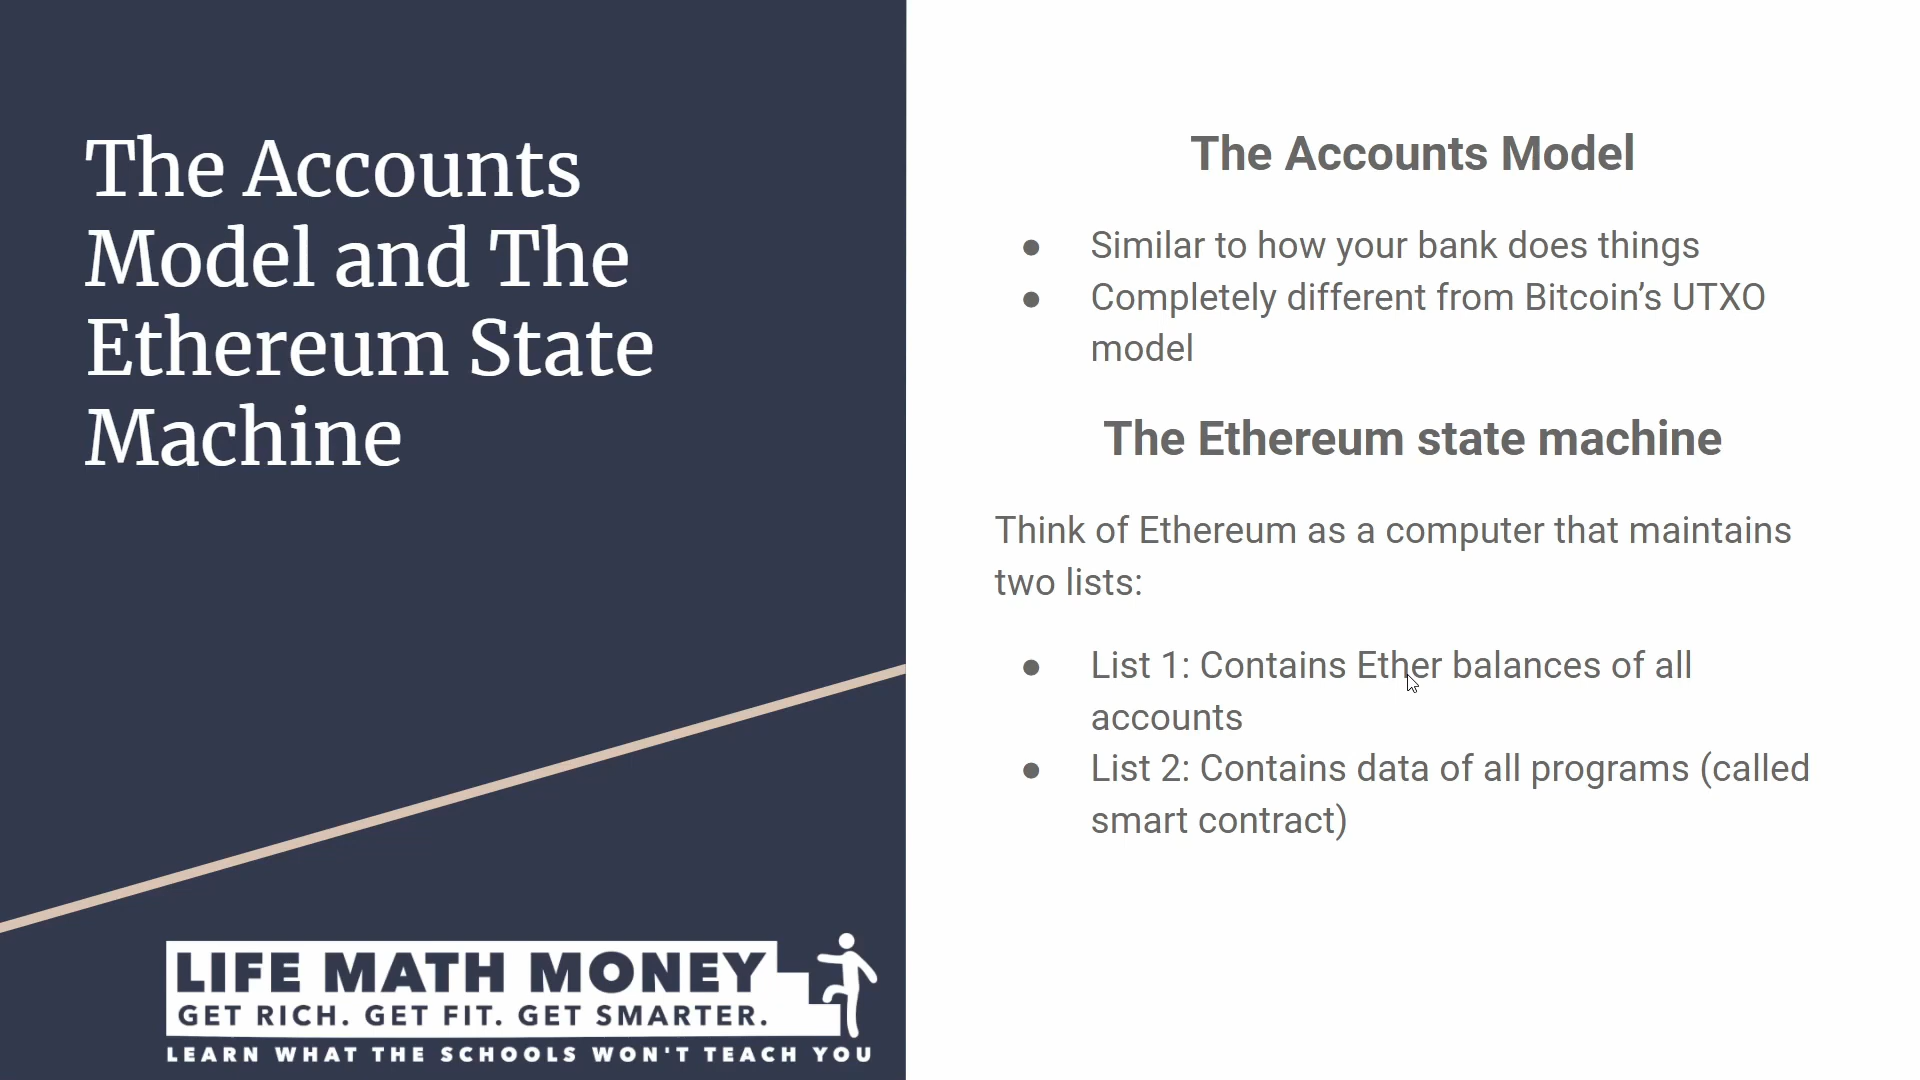 The Accounts
Model and The
Ethereum State
Machine
LIFE MATH MONEY
GET RICH. GET FIT. GET SMARTER.
LEARN WHAT THE SCHOOLS WON'T TEACH YOU
The Accounts Model
● Similar to how your bank does things
● Completely different from Bitcoin’s UTXO
model
The Ethereum state machine
Think of Ethereum as a computer that maintains
two lists:
● List 1: Contains Ether balances of all
accounts
● List 2: Contains data of all programs (called
smart contract)